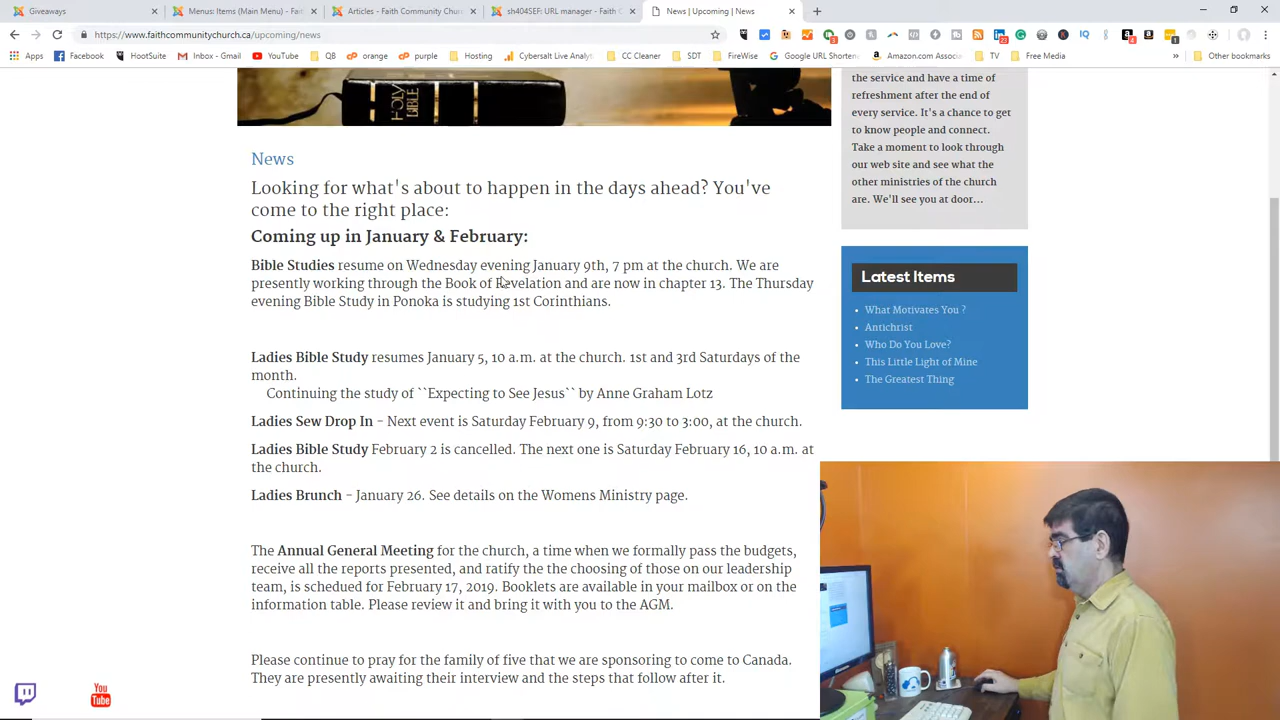 Giveaways
Menus: Items (Main Menu) - Fai
Articles - Faith Community Chur
sh404SEF: URL manager - Faith C
News | Upcoming | News
https://www.faithcommunitychurch.ca/upcoming/news
Apps
Facebook
HootSuite
Inbox - Gmail
YouTube
QB
orange
purple
Hosting
Cybersalt Live Analyt
CC Cleaner
SDT
FireWise
Google URL Shortene
Amazon.com Associ
TV
Free Media
Other bookmarks
HOLY BIBLE
News
Looking for what's about to happen in the days ahead? You've
come to the right place:
Coming up in January & February:
Bible Studies resume on Wednesday evening January 9th, 7 pm at the church. We are
presently working through the Book of Revelation and are now in chapter 13. The Thursday
evening Bible Study in Ponoka is studying 1st Corinthians.
Ladies Bible Study resumes January 5, 10 a.m. at the church. 1st and 3rd Saturdays of the
month.
Continuing the study of ``Expecting to See Jesus`` by Anne Graham Lotz
Ladies Sew Drop In - Next event is Saturday February 9, from 9:30 to 3:00, at the church.
Ladies Bible Study February 2 is cancelled. The next one is Saturday February 16, 10 a.m. at
the church.
Ladies Brunch - January 26. See details on the Womens Ministry page.
The Annual General Meeting for the church, a time when we formally pass the budgets,
receive all the reports presented, and ratify the the choosing of those on our leadership
team, is schedued for February 17, 2019. Booklets are available in your mailbox or on the
information table. Please review it and bring it with you to the AGM.
Please continue to pray for the family of five that we are sponsoring to come to Canada.
They are presently awaiting their interview and the steps that follow after it.
the service and have a time of
refreshment after the end of
every service. It's a chance to get
to know people and connect.
Take a moment to look through
our web site and see what the
other ministries of the church
are. We'll see you at door...
Latest Items
What Motivates You ?
Antichrist
Who Do You Love?
This Little Light of Mine
The Greatest Thing
You
Tube